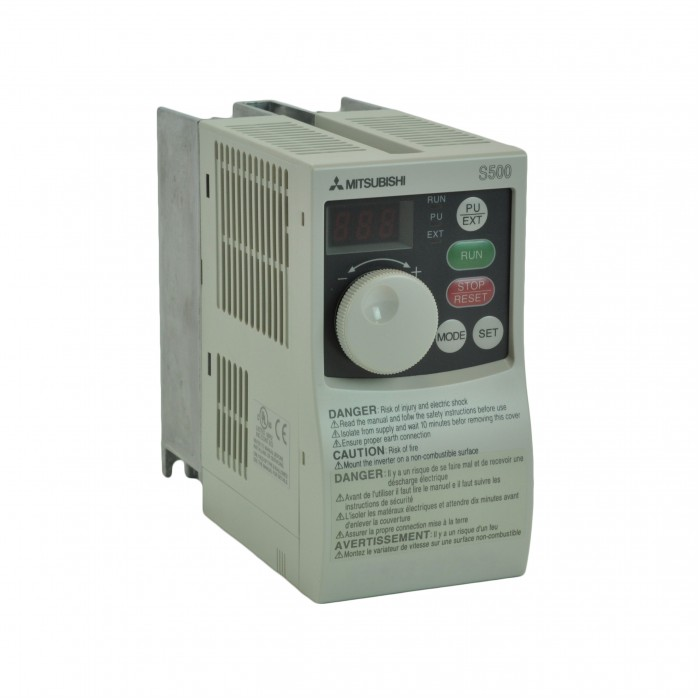 MITSUBISHI
S500
RUN
PU
EXT
PU
EXT
RUN
STOP
RESET
MODE
SET
- +
DANGER: Risk of injury and electric shock
Read the manual and follow the safety instructions before use
Isolate from supply and wait 10 minutes before removing this cover
Ensure proper earth connection
CAUTION: Risk of fire
Mount the inverter on a non-combustible surface
DANGER: Il y a un risque de se faire mal et de recevoir une
déscharge électrique
Avant de l'utiliser il faut lire le manuel e il faut suivre les
instructions de sécurité
L'isoler les matéraux électriques et attendre dix minutes avant
d'enlever la couverture
Assurer la propre connection mise à la terre
AVERTISSEMENT: Il y a un risque d'un feu
Montez le variateur de vitesse sur une surface non-combustible
UL
CE